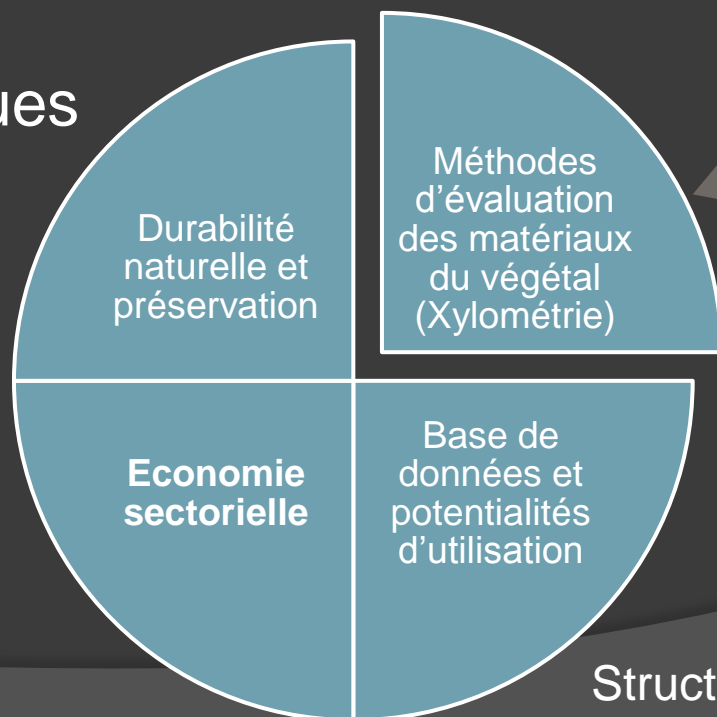 ues
Durabilité
naturelle et
préservation
Méthodes
d’évaluation
des matériaux
du végétal
(Xylométrie)
Economie
sectorielle
Base de
données et
potentialités
d’utilisation
Struct